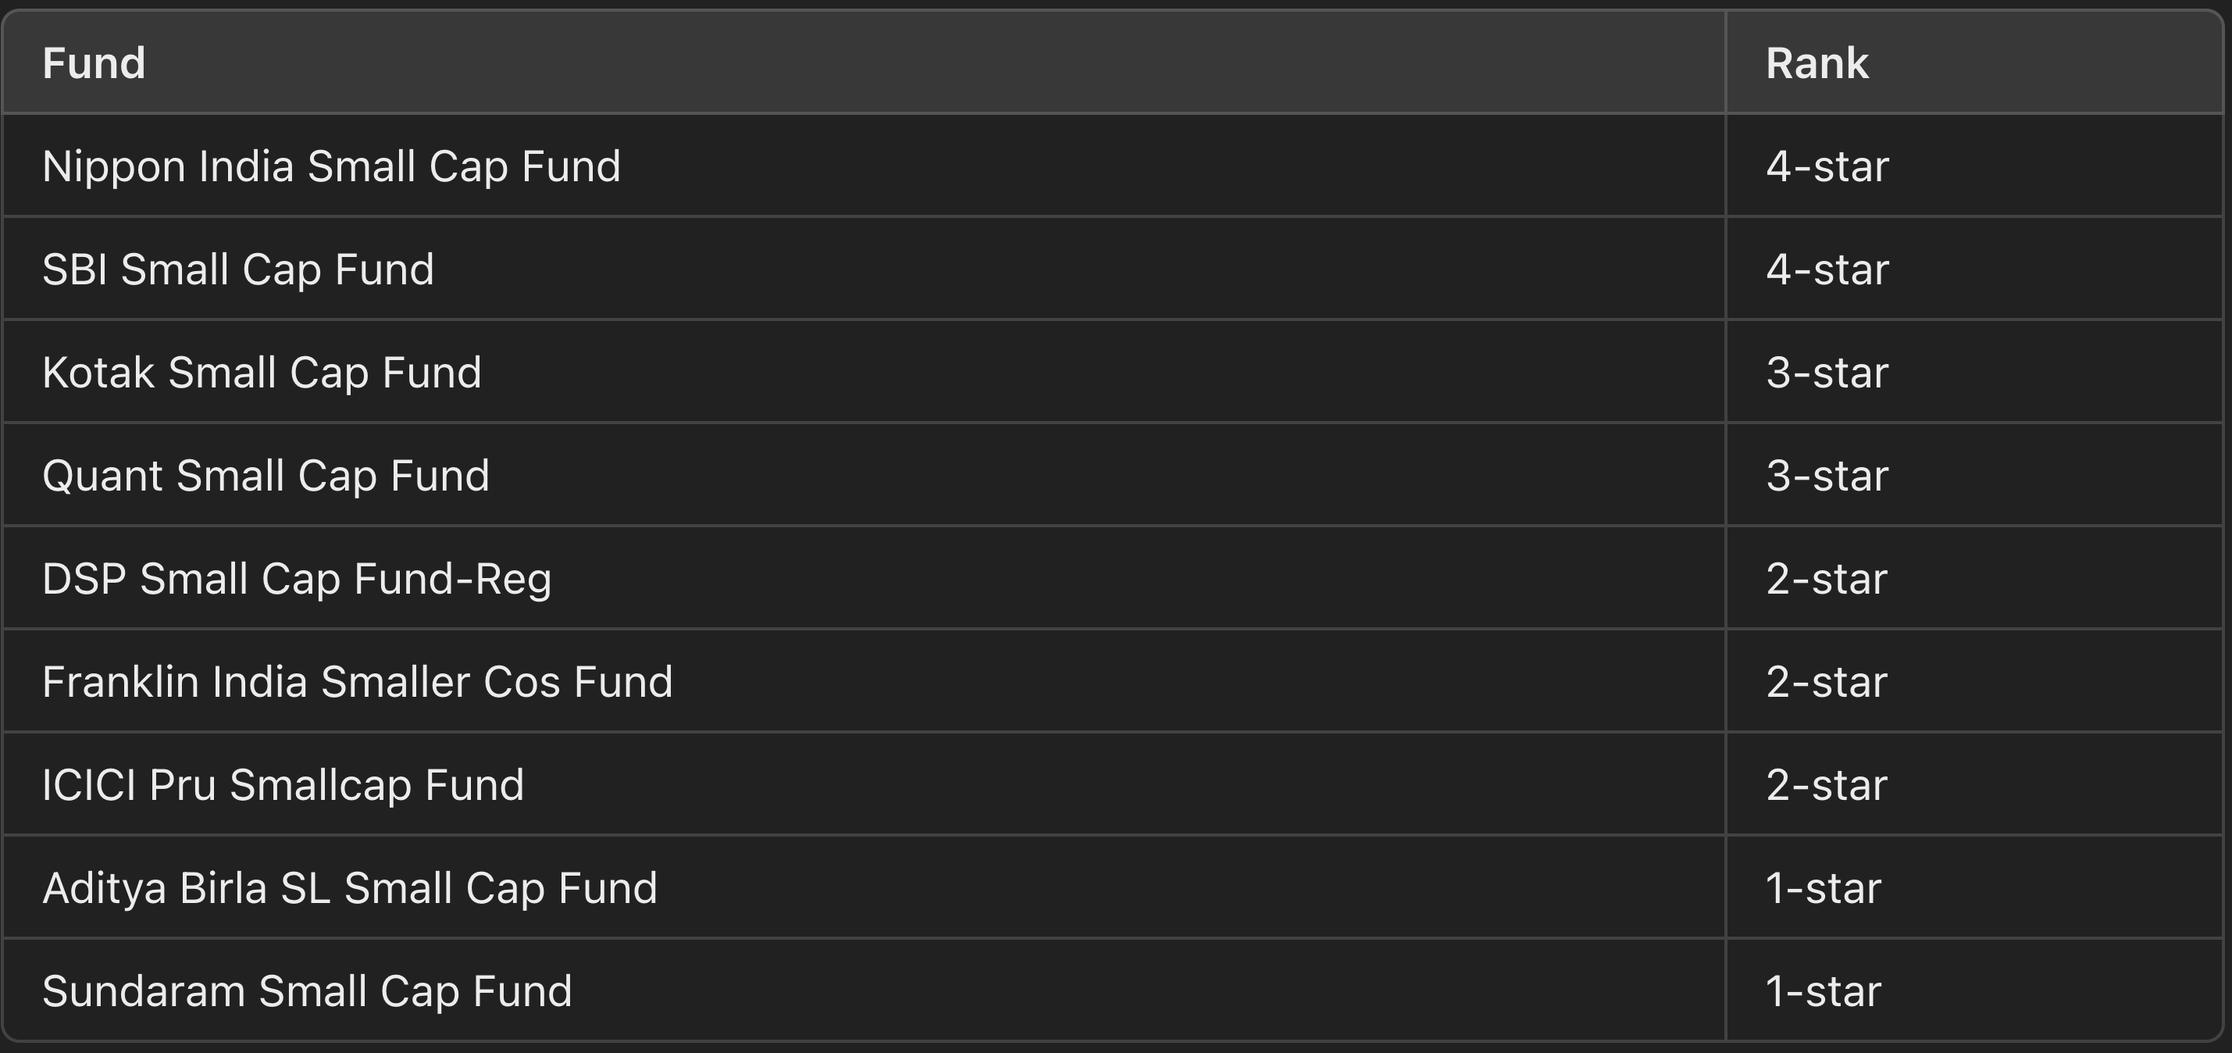 Fund Rank
Nippon India Small Cap Fund 4-star
SBI Small Cap Fund 4-star
Kotak Small Cap Fund 3-star
Quant Small Cap Fund 3-star
DSP Small Cap Fund-Reg 2-star
Franklin India Smaller Cos Fund 2-star
ICICI Pru Smallcap Fund 2-star
Aditya Birla SL Small Cap Fund 1-star
Sundaram Small Cap Fund 1-star